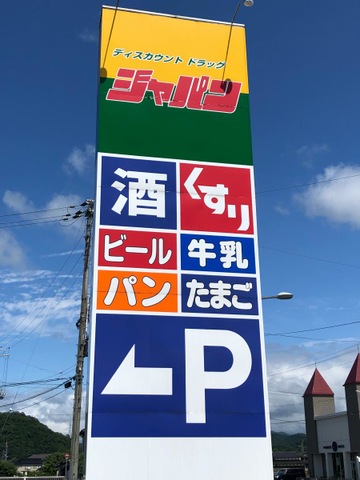 ディスカウント ドラッグ
ジャパン
酒 くすり
ビール 牛乳
パン たまご
P